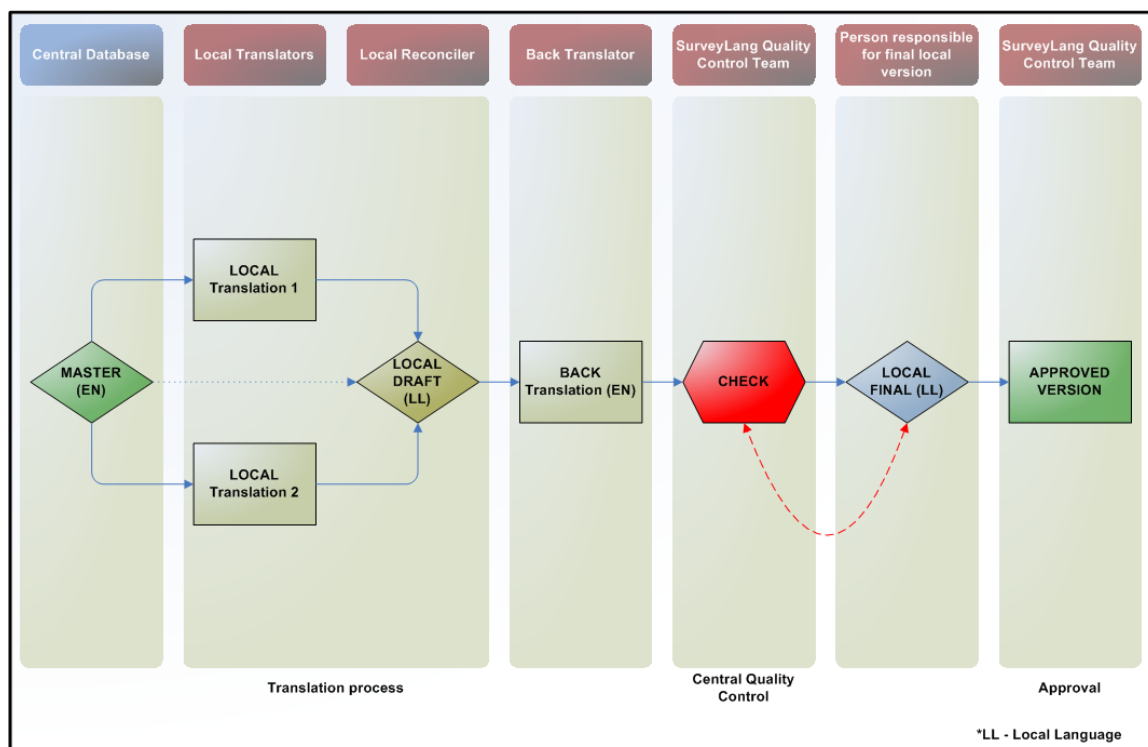 Central Database
Local Translators
Local Reconciler
Back Translator
SurveyLang Quality
Control Team
Person responsible
for final local
version
SurveyLang Quality
Control Team
LOCAL
Translation 1
MASTER
(EN)
LOCAL
DRAFT
(LL)
BACK
Translation (EN)
CHECK
LOCAL
FINAL (LL)
APPROVED
VERSION
LOCAL
Translation 2
Translation process
Central Quality
Control
Approval
*LL - Local Language